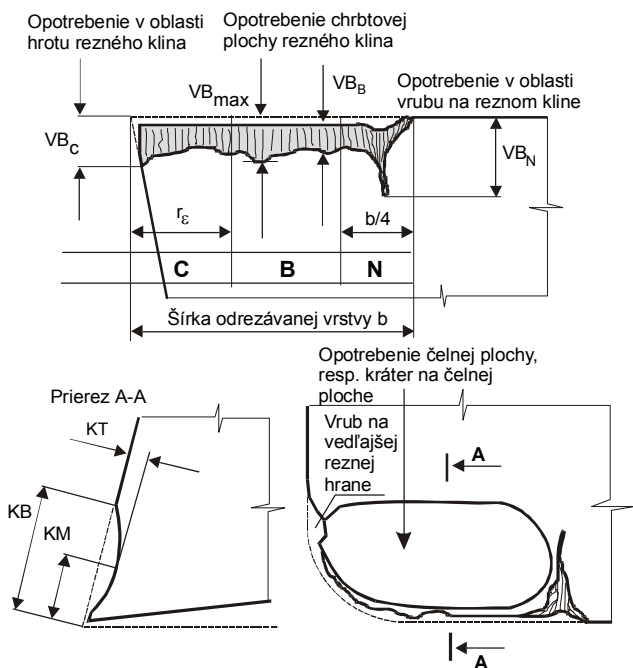 Opotrebenie v oblasti
hrotu rezného klina
Opotrebenie chrbtovej
plochy rezného klina
VBmax
VBB
Opotrebenie v oblasti
vrubu na reznom kline
VBc
VBN
rε
b/4
C B N
Šírka odrezávanej vrstvy b
Opotrebenie čelnej plochy,
resp. kráter na čelnej
ploche
Prierez A-A
KT
Vrub na
vedľajšej
reznej
hrane
A
KB
KM
A